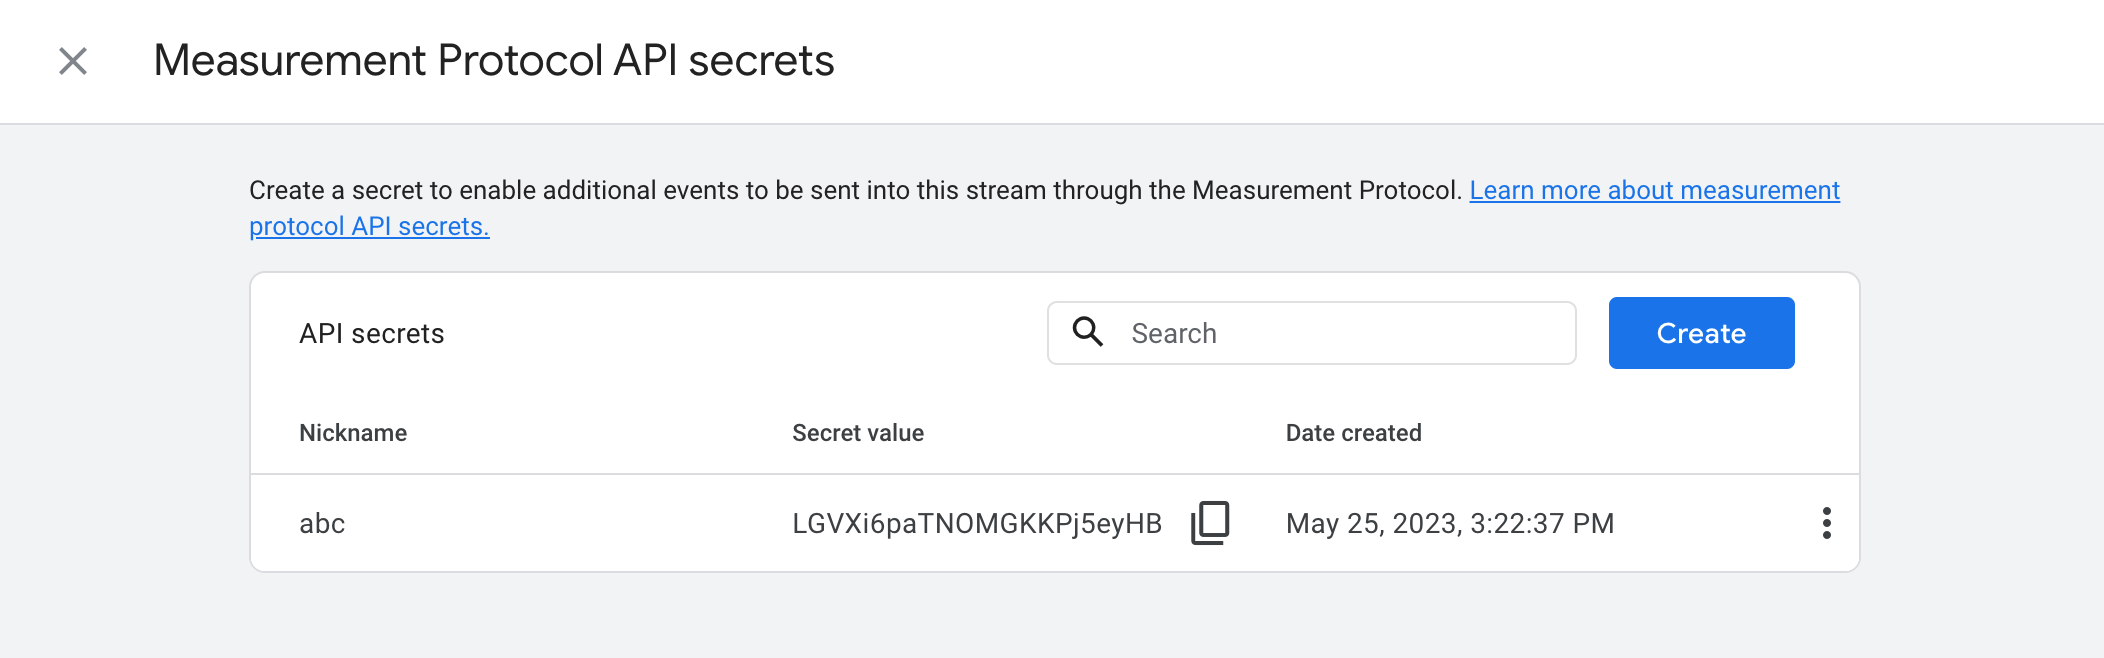 Measurement Protocol API secrets
Create a secret to enable additional events to be sent into this stream through the Measurement Protocol. Learn more about measurement
protocol API secrets.
API secrets
Search
Create
Nickname
Secret value
Date created
abc
LGVXi6paTNOMGKKPj5eyHB
May 25, 2023, 3:22:37 PM